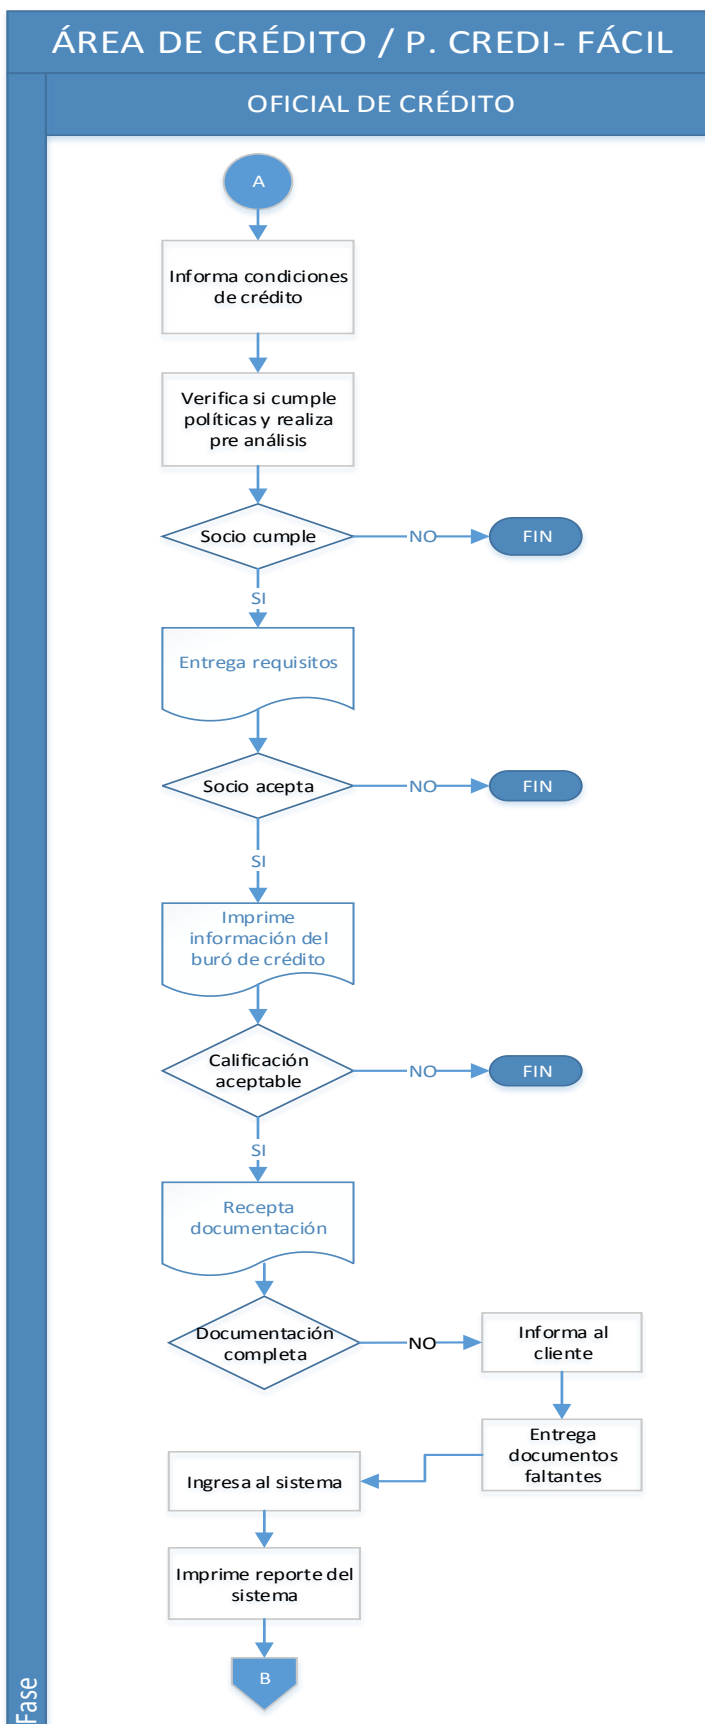 ÁREA DE CRÉDITO / P. CREDI- FÁCIL
OFICIAL DE CRÉDITO
A
Informa condiciones
de crédito
Verifica si cumple
políticas y realiza
pre análisis
Socio cumple
NO
FIN
SI
Entrega requisitos
Socio acepta
NO
FIN
SI
Imprime
información del
buró de crédito
Calificación
aceptable
NO
FIN
SI
Recepta
documentación
Documentación
completa
NO
Informa al
cliente
Entrega
documentos
faltantes
Ingresa al sistema
Imprime reporte del
sistema
B
Fase